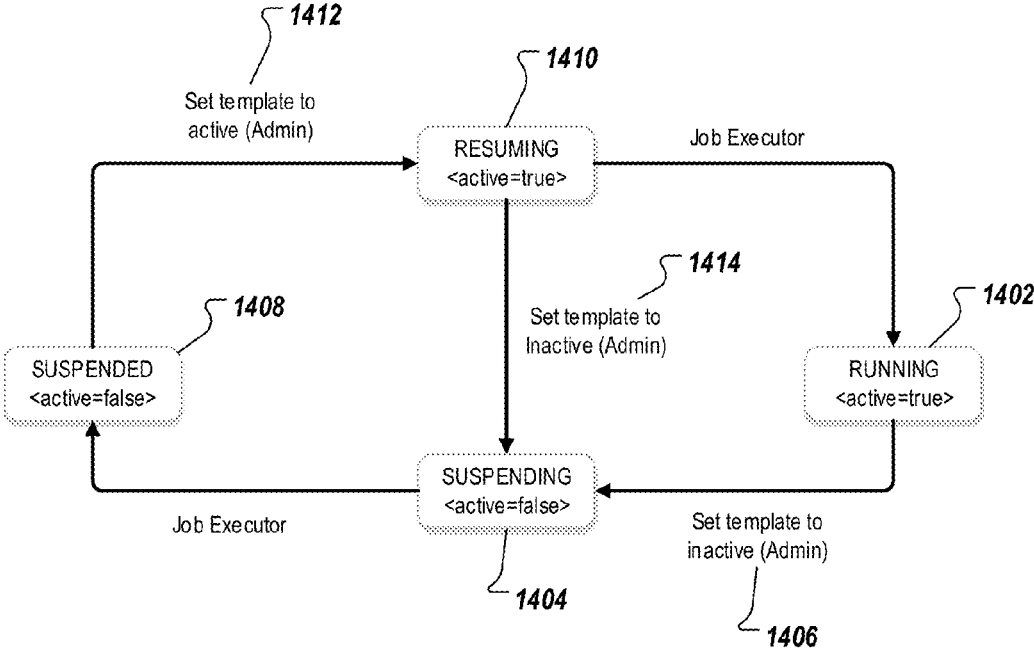 1412
1410
Set template to
active (Admin)
RESUMING
<active=true>
Job Executor
1414
1408
1402
Set template to
Inactive (Admin)
SUSPENDED
<active=false>
RUNNING
<active=true>
SUSPENDING
<active=false>
Job Executor
Set template to
inactive (Admin)
1404
1406